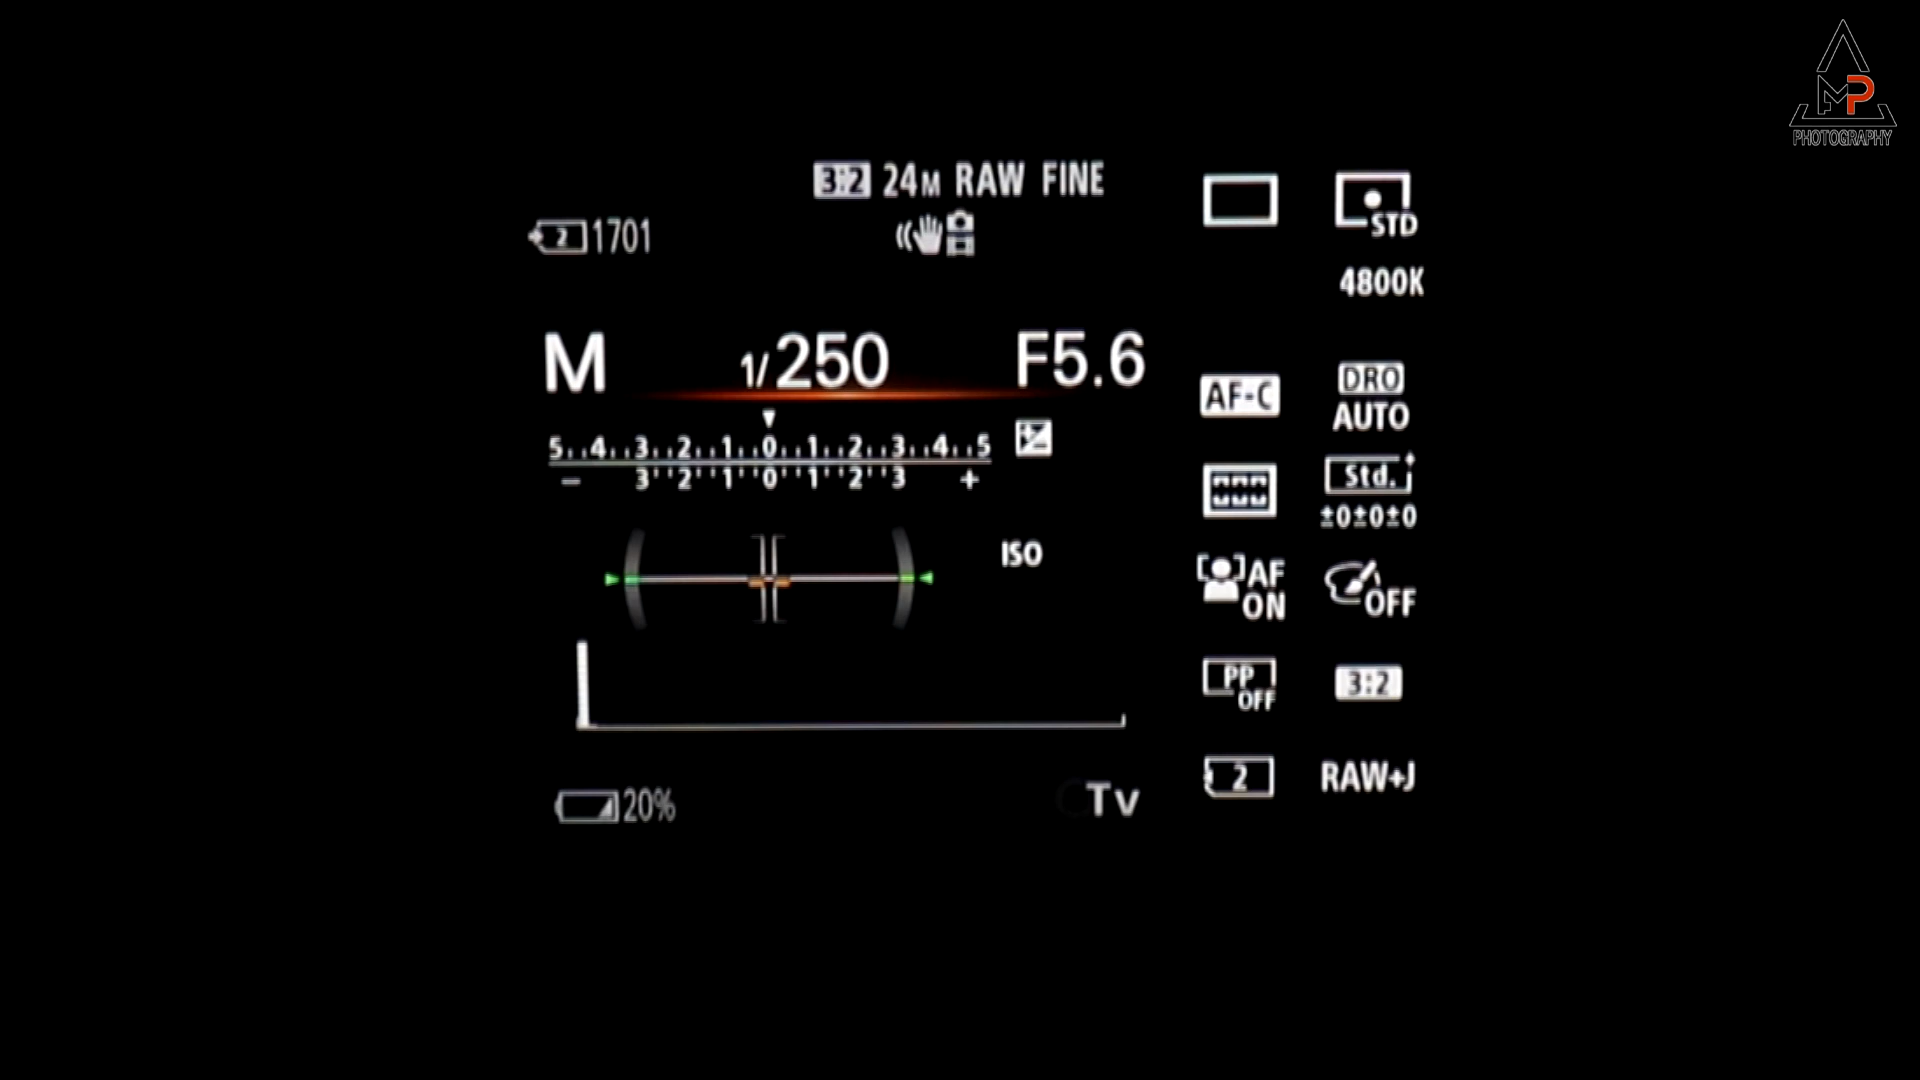 3:2 24M RAW FINE
2 1701
STD
4800K
M 1/250 F5.6
AF-C
DRO
AUTO
5 4 3 2 1 0 1 2 3 4 5
− 3 2 1 0 1 2 3 +
Std.
±0±0±0
ISO
AF
ON
OFF
PP
OFF
3:2
20%
Tv
2
RAW+J
MP
PHOTOGRAPHY